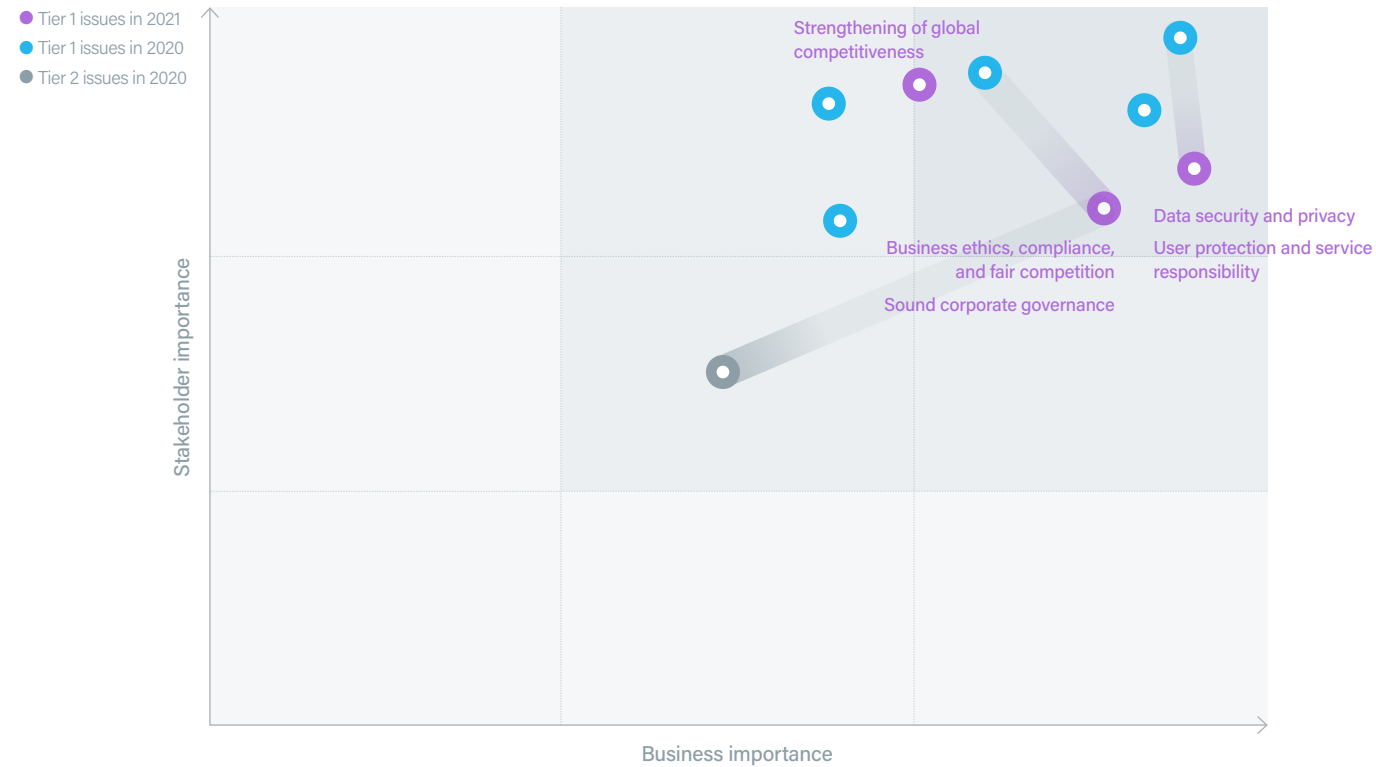 Tier 1 issues in 2021
Tier 1 issues in 2020
Tier 2 issues in 2020
Strengthening of global
competitiveness
Data security and privacy
User protection and service
responsibility
Business ethics, compliance,
and fair competition
Sound corporate governance
Stakeholder importance
Business importance